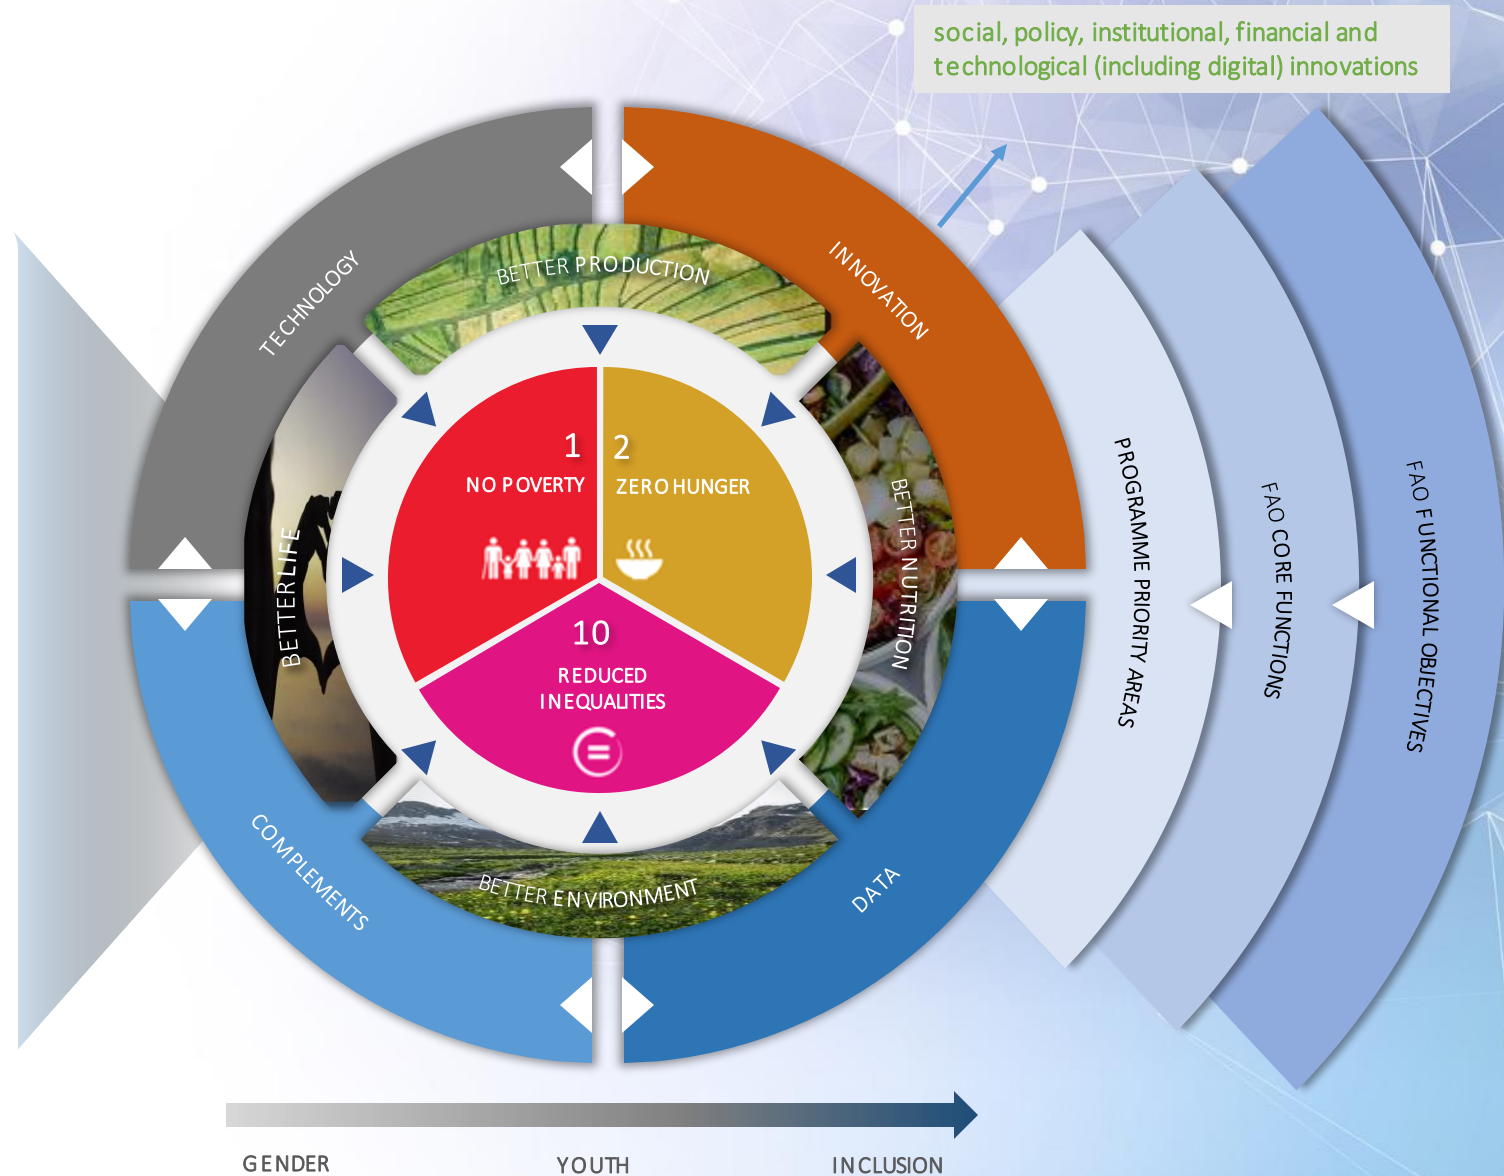 social, policy, institutional, financial and
technological (including digital) innovations
TECHNOLOGY
INNOVATION
BETTER PRODUCTION
BETTER LIFE
BETTER NUTRITION
BETTER ENVIRONMENT
1
NO POVERTY
2
ZERO HUNGER
10
REDUCED
INEQUALITIES
COMPLEMENTS
DATA
PROGRAMME PRIORITY AREAS
FAO CORE FUNCTIONS
FAO FUNCTIONAL OBJECTIVES
GENDER
YOUTH
INCLUSION